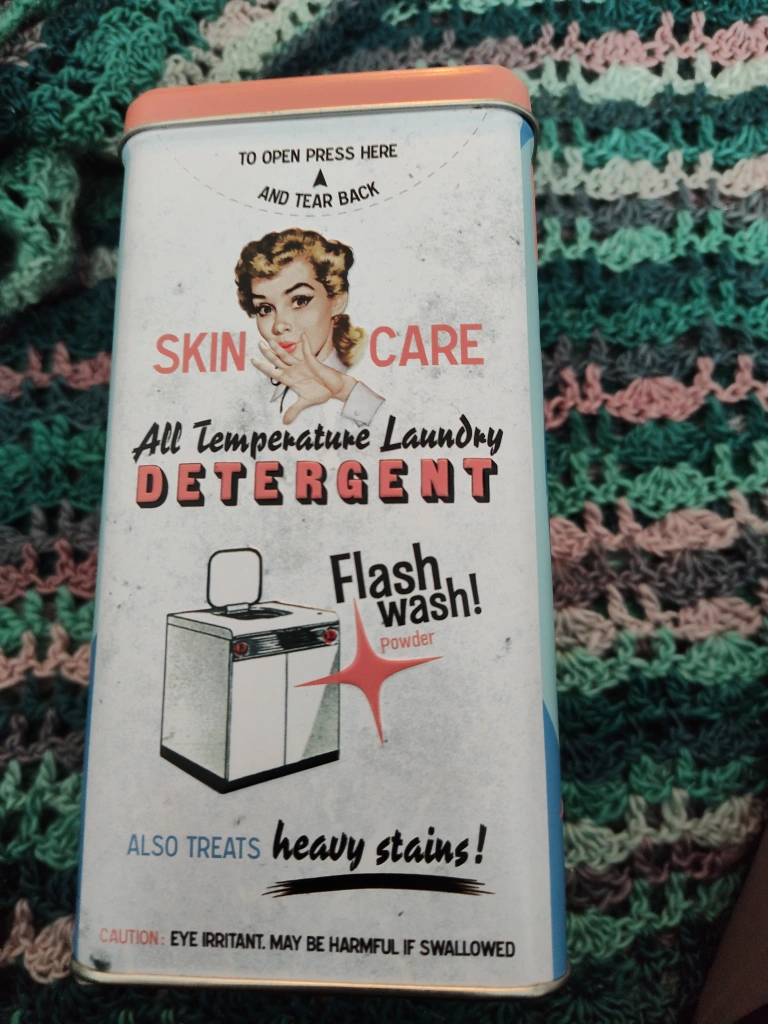 TO OPEN PRESS HERE
AND TEAR BACK
SKIN CARE
All Temperature Laundry
DETERGENT
Flash
wash!
Powder
ALSO TREATS heavy stains!
CAUTION: EYE IRRITANT. MAY BE HARMFUL IF SWALLOWED